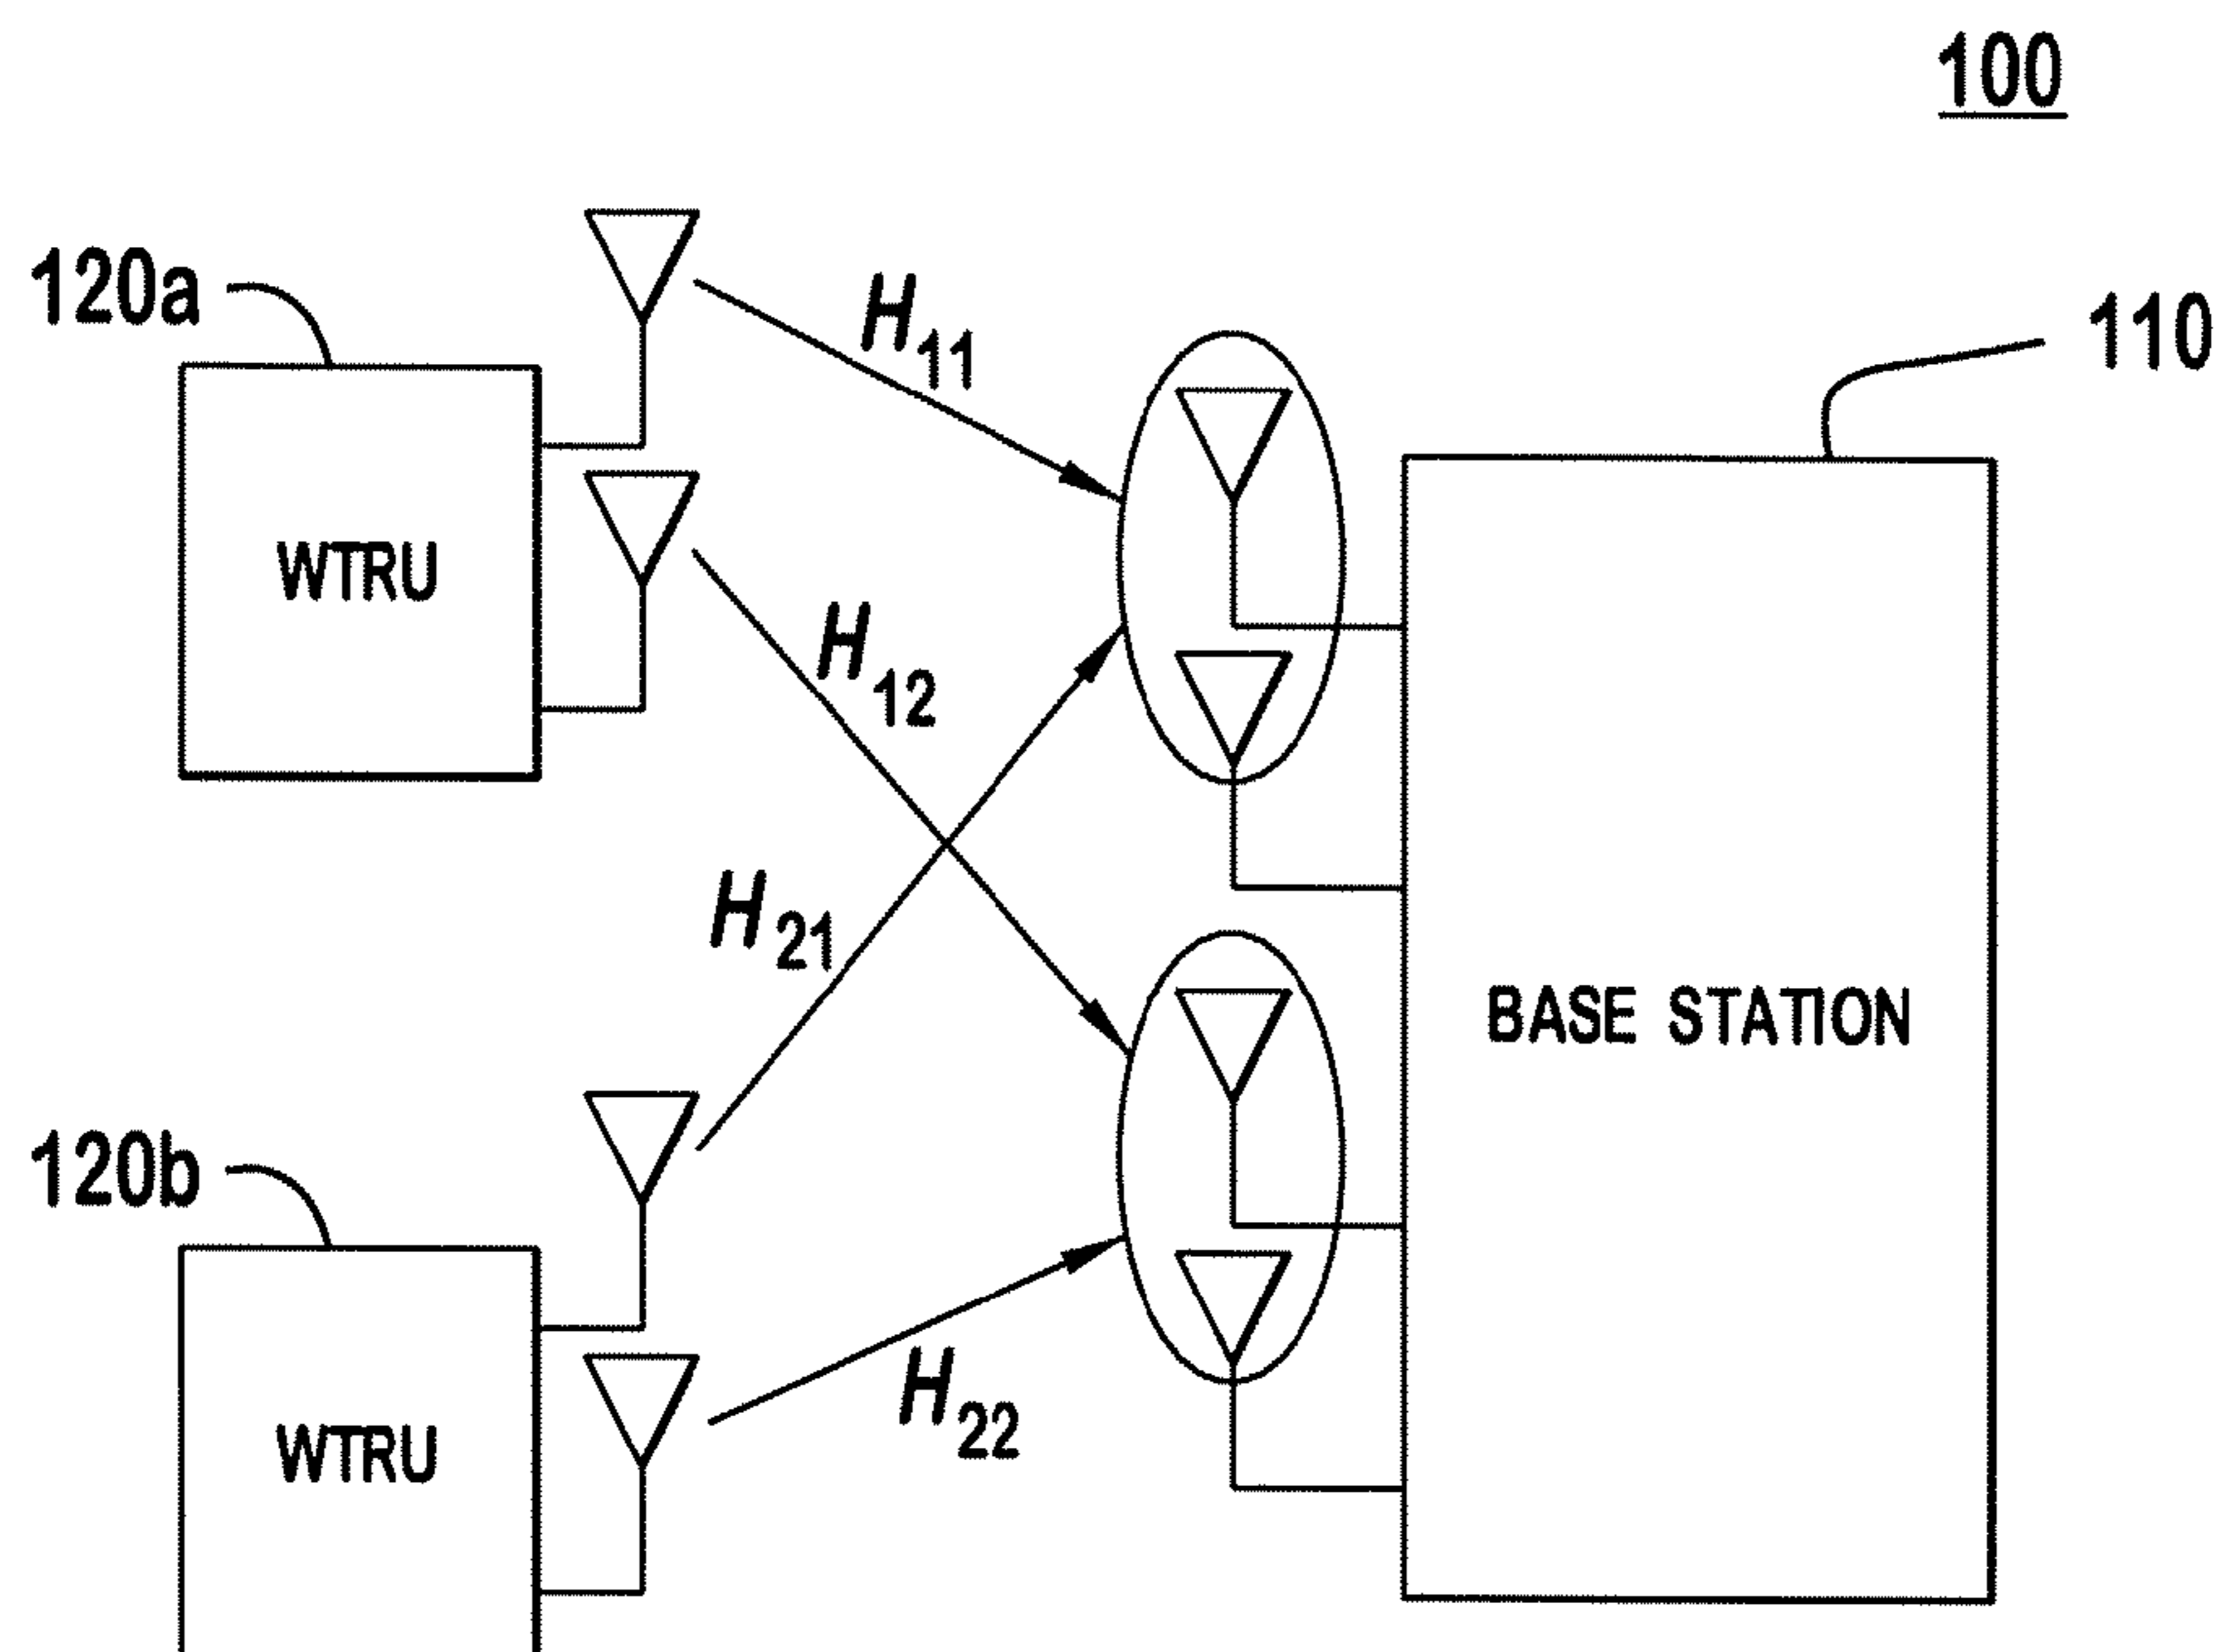 100
120a
110
H11
WTRU
H12
H21
BASE STATION
120b
H22
WTRU